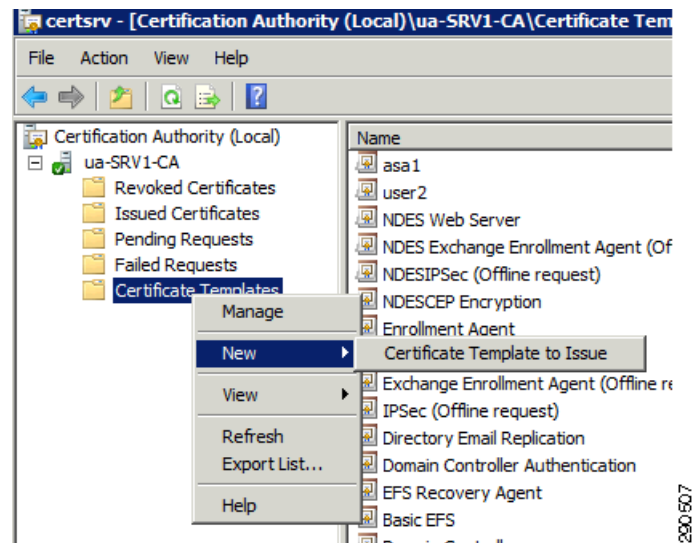 certsrv - [Certification Authority (Local)\ua-SRV1-CA\Certificate Tem
File Action View Help
Certification Authority (Local)
ua-SRV1-CA
Revoked Certificates
Issued Certificates
Pending Requests
Failed Requests
Certificate Templates
Manage
New
View
Refresh
Export List...
Help
Certificate Template to Issue
Name
asa1
user2
NDES Web Server
NDES Exchange Enrollment Agent (Of
NDESIPSec (Offline request)
NDESCEP Encryption
Enrollment Agent
Exchange Enrollment Agent (Offline re
IPSec (Offline request)
Directory Email Replication
Domain Controller Authentication
EFS Recovery Agent
Basic EFS
290507